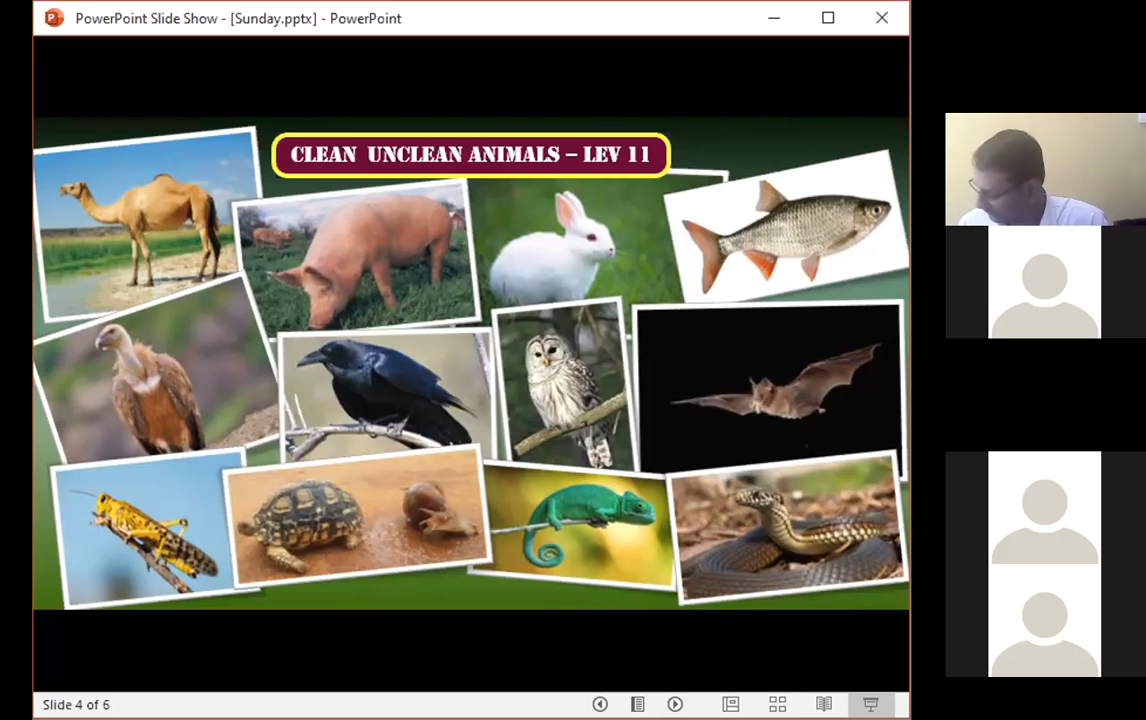 PowerPoint Slide Show - [Sunday.pptx] - PowerPoint
CLEAN UNCLEAN ANIMALS – LEV 11
Slide 4 of 6